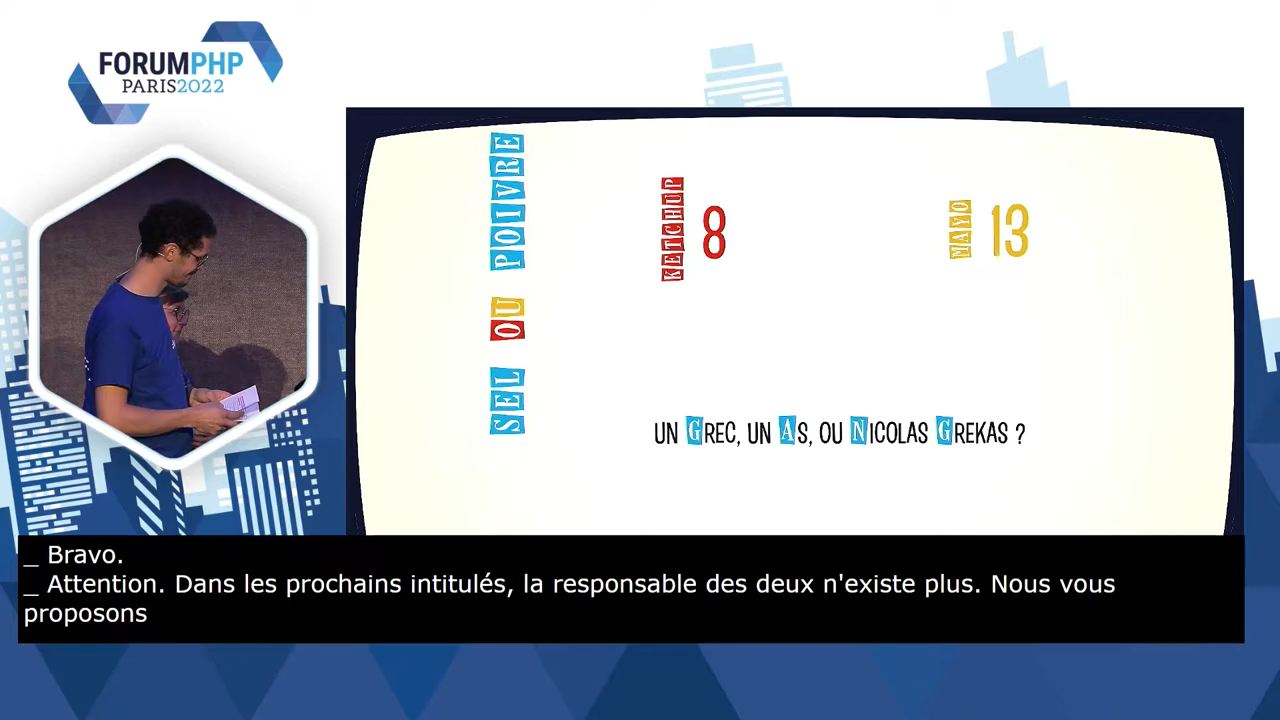 FORUMPHP
PARIS2022
SEL OU POIVRE
KETCHUP 8
MAYO 13
UN GREC, UN AS, OU NICOLAS GREKAS ?
_ Bravo.
_ Attention. Dans les prochains intitulés, la responsable des deux n'existe plus. Nous vous
proposons